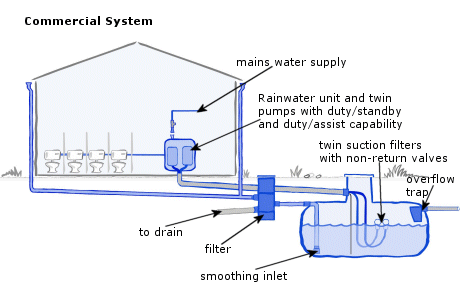 Commercial System
mains water supply
Rainwater unit and twin
pumps with duty/standby
and duty/assist capability
twin suction filters
with non-return valves
overflow
trap
to drain
filter
smoothing inlet